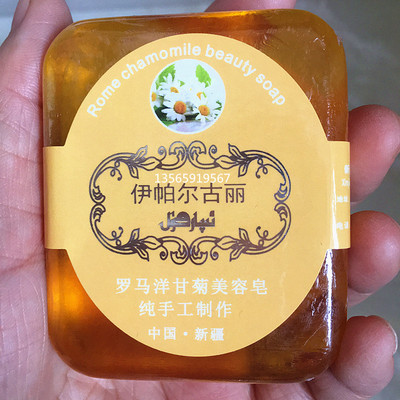 Rome chamomile beauty soap
13565919567
伊帕尔古丽
ئىپارگۈل
罗马洋甘菊美容皂
纯手工制作
中国·新疆